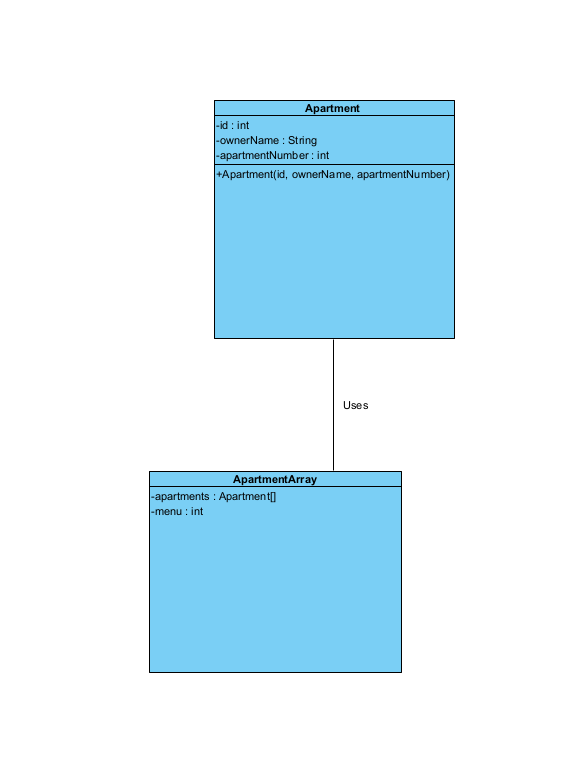 Apartment
-id : int
-ownerName : String
-apartmentNumber : int
+Apartment(id, ownerName, apartmentNumber)
Uses
ApartmentArray
-apartments : Apartment[]
-menu : int